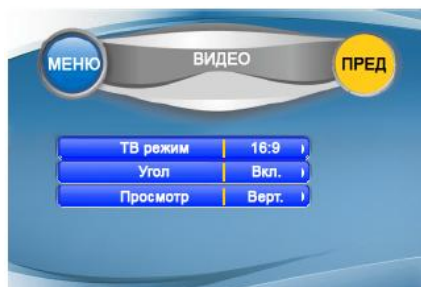 МЕНЮ ВИДЕО ПРЕД
ТВ режим 16:9
Угол Вкл.
Просмотр Верт.